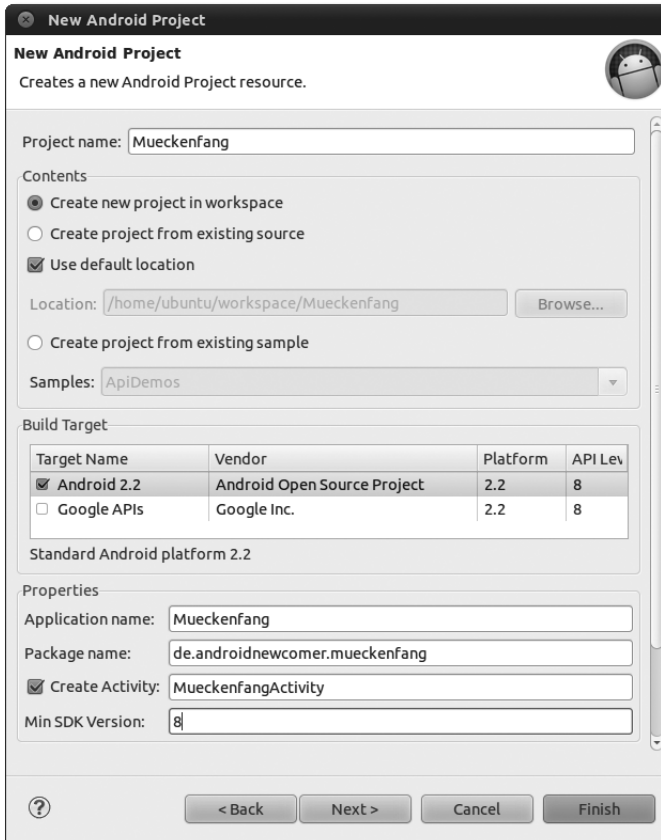 New Android Project
New Android Project
Creates a new Android Project resource.
Project name: Mueckenfang
Contents
Create new project in workspace
Create project from existing source
Use default location
Location: /home/ubuntu/workspace/Mueckenfang Browse...
Create project from existing sample
Samples: ApiDemos
Build Target
Target Name Vendor Platform API Lev
Android 2.2 Android Open Source Project 2.2 8
Google APIs Google Inc. 2.2 8
Standard Android platform 2.2
Properties
Application name: Mueckenfang
Package name: de.androidnewcomer.mueckenfang
Create Activity: MueckenfangActivity
Min SDK Version: 8
? < Back Next > Cancel Finish